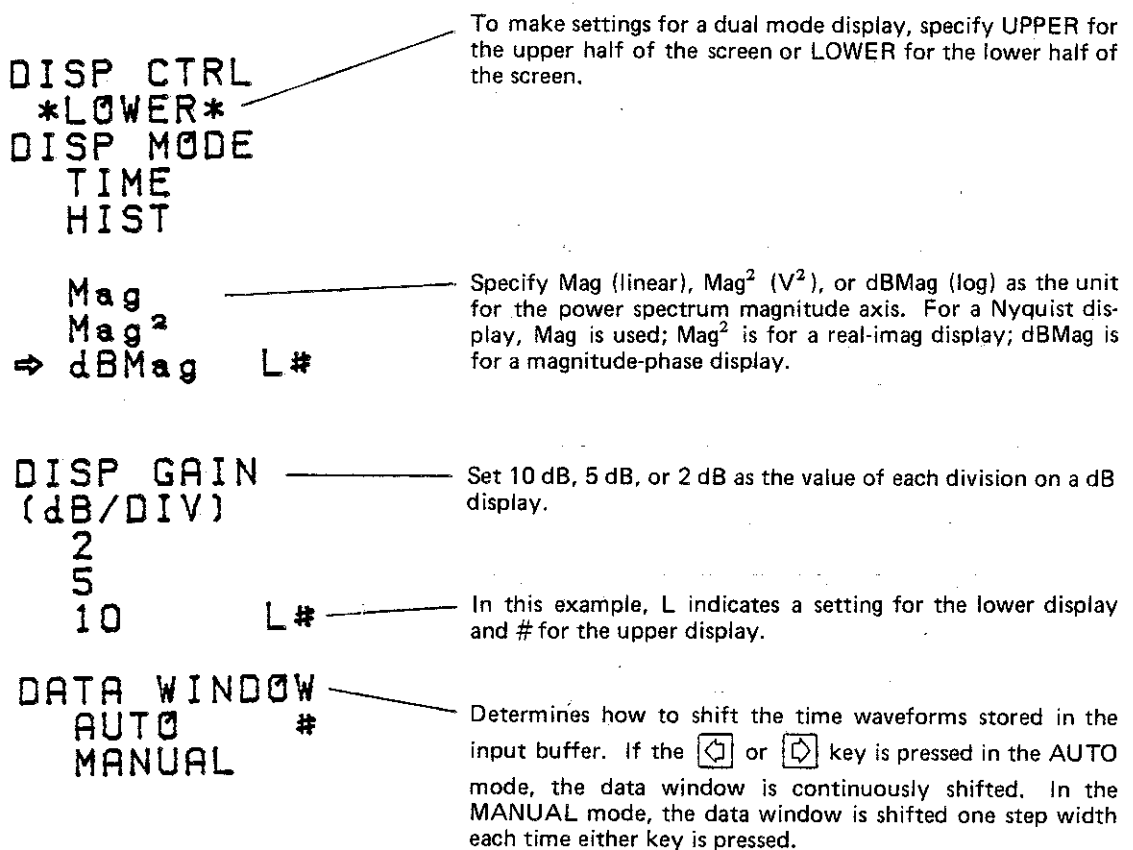 To make settings for a dual mode display, specify UPPER for
the upper half of the screen or LOWER for the lower half of
the screen.
DISP CTRL
*LOWER*
DISP MODE
TIME
HIST
Mag
Mag²
⇨ dBMag L#
Specify Mag (linear), Mag² (V²), or dBMag (log) as the unit
for the power spectrum magnitude axis. For a Nyquist dis-
play, Mag is used; Mag² is for a real-imag display; dBMag is
for a magnitude-phase display.
DISP GAIN
(dB/DIV)
2
5
10 L#
Set 10 dB, 5 dB, or 2 dB as the value of each division on a dB
display.
In this example, L indicates a setting for the lower display
and # for the upper display.
DATA WINDOW
AUTO #
MANUAL
Determines how to shift the time waveforms stored in the
input buffer. If the ⇦ or ⇨ key is pressed in the AUTO
mode, the data window is continuously shifted. In the
MANUAL mode, the data window is shifted one step width
each time either key is pressed.